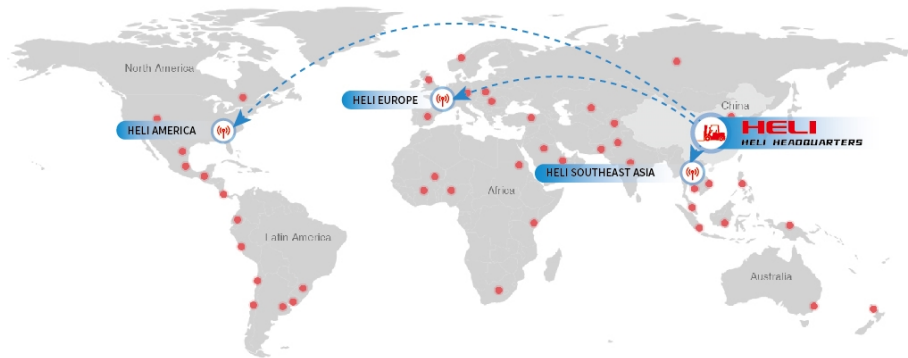 North America
China
HELI EUROPE
HELI AMERICA
HELI
HELI HEADQUARTERS
HELI SOUTHEAST ASIA
Africa
Latin America
Australia